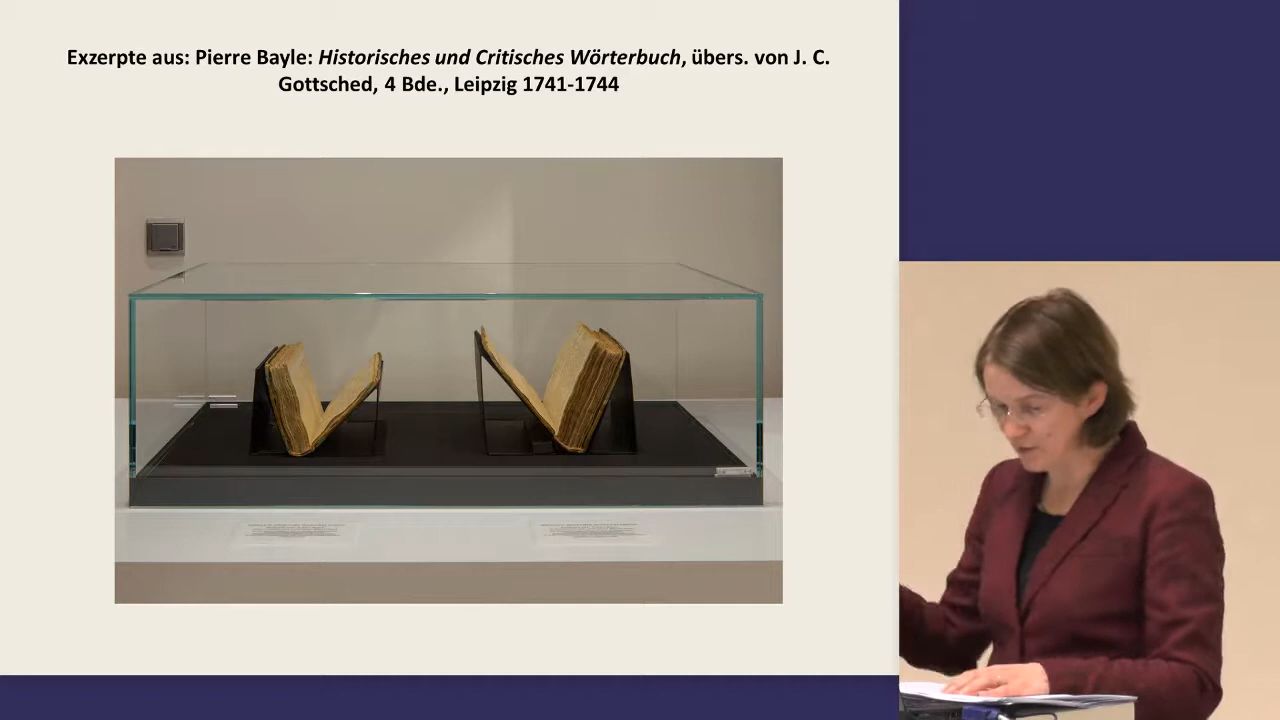 Exzerpte aus: Pierre Bayle: Historisches und Critisches Wörterbuch, übers. von J. C.
Gottsched, 4 Bde., Leipzig 1741-1744